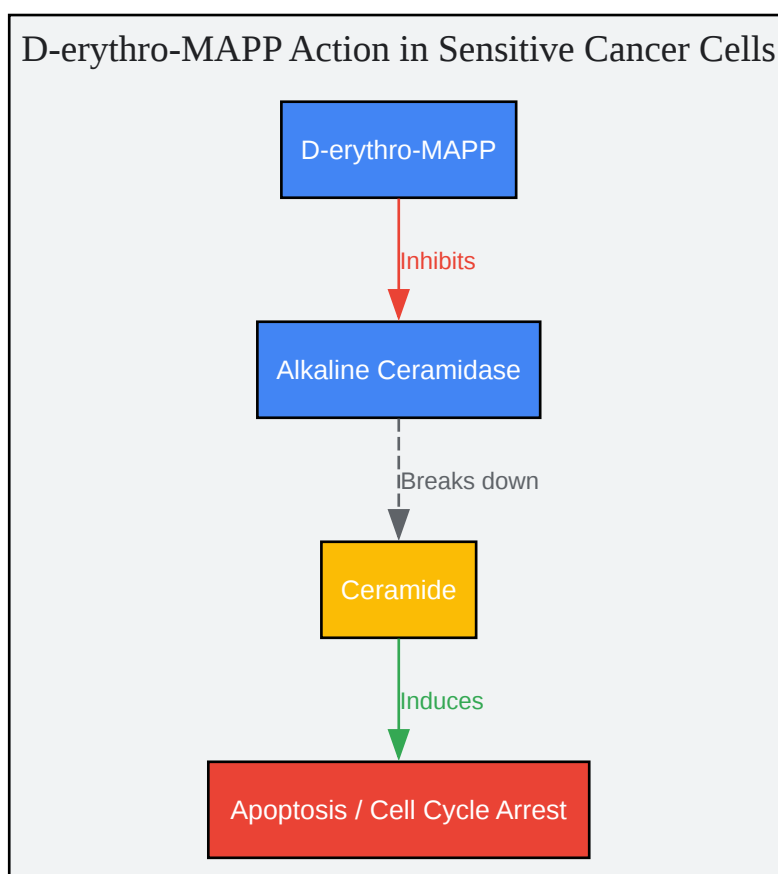 D-erythro-MAPP Action in Sensitive Cancer Cells
D-erythro-MAPP
Inhibits
Alkaline Ceramidase
Breaks down
Ceramide
Induces
Apoptosis / Cell Cycle Arrest